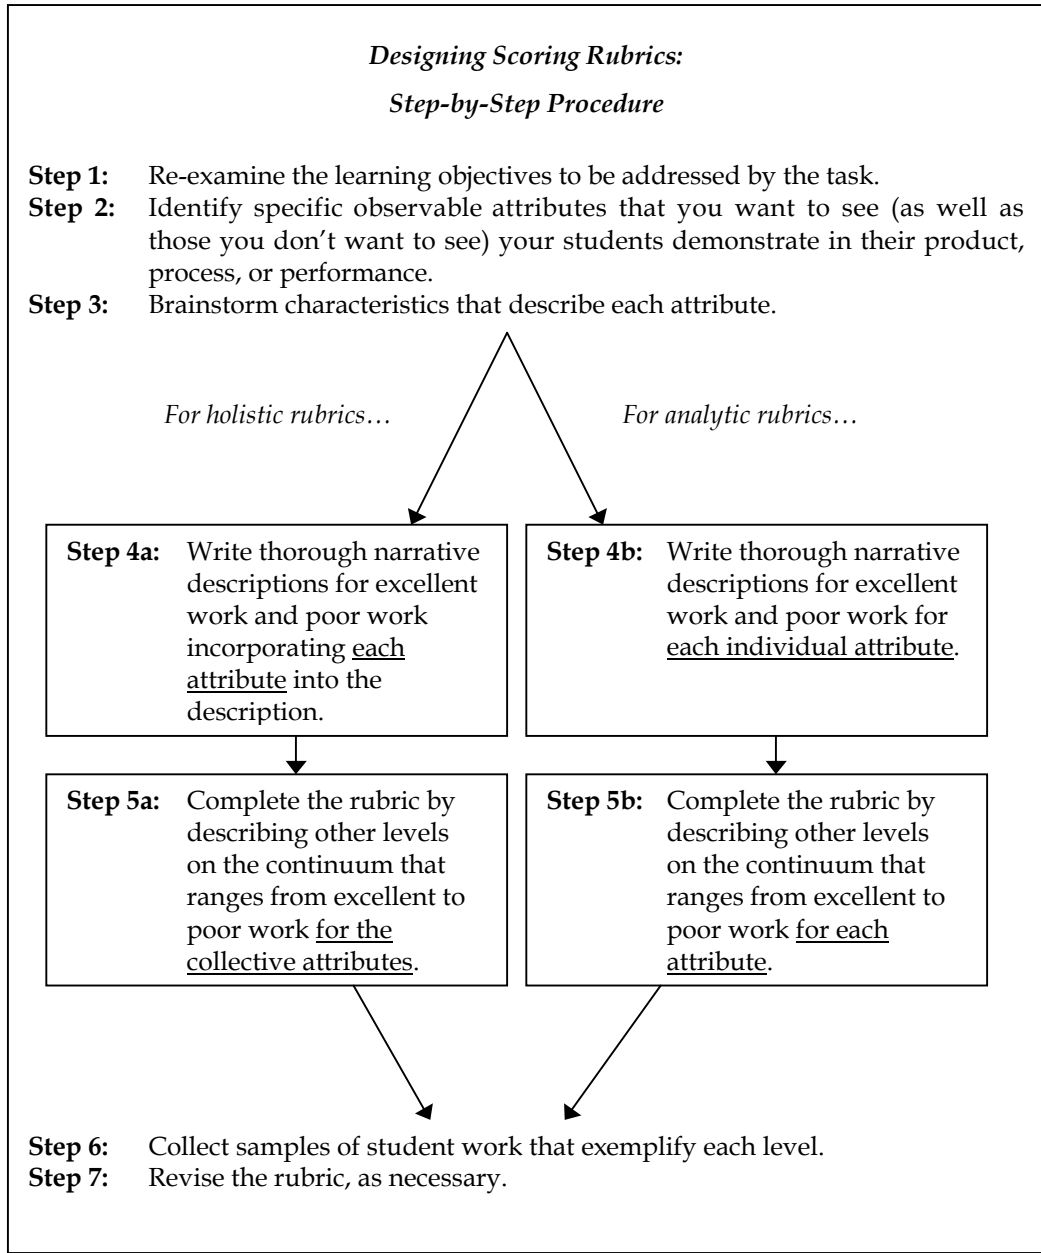 Designing Scoring Rubrics:
Step-by-Step Procedure
Step 1: Re-examine the learning objectives to be addressed by the task.
Step 2: Identify specific observable attributes that you want to see (as well as
those you don’t want to see) your students demonstrate in their product,
process, or performance.
Step 3: Brainstorm characteristics that describe each attribute.
For holistic rubrics…
For analytic rubrics…
Step 4a: Write thorough narrative
descriptions for excellent
work and poor work
incorporating each
attribute into the
description.
Step 4b: Write thorough narrative
descriptions for excellent
work and poor work for
each individual attribute.
Step 5a: Complete the rubric by
describing other levels
on the continuum that
ranges from excellent to
poor work for the
collective attributes.
Step 5b: Complete the rubric by
describing other levels
on the continuum that
ranges from excellent to
poor work for each
attribute.
Step 6: Collect samples of student work that exemplify each level.
Step 7: Revise the rubric, as necessary.